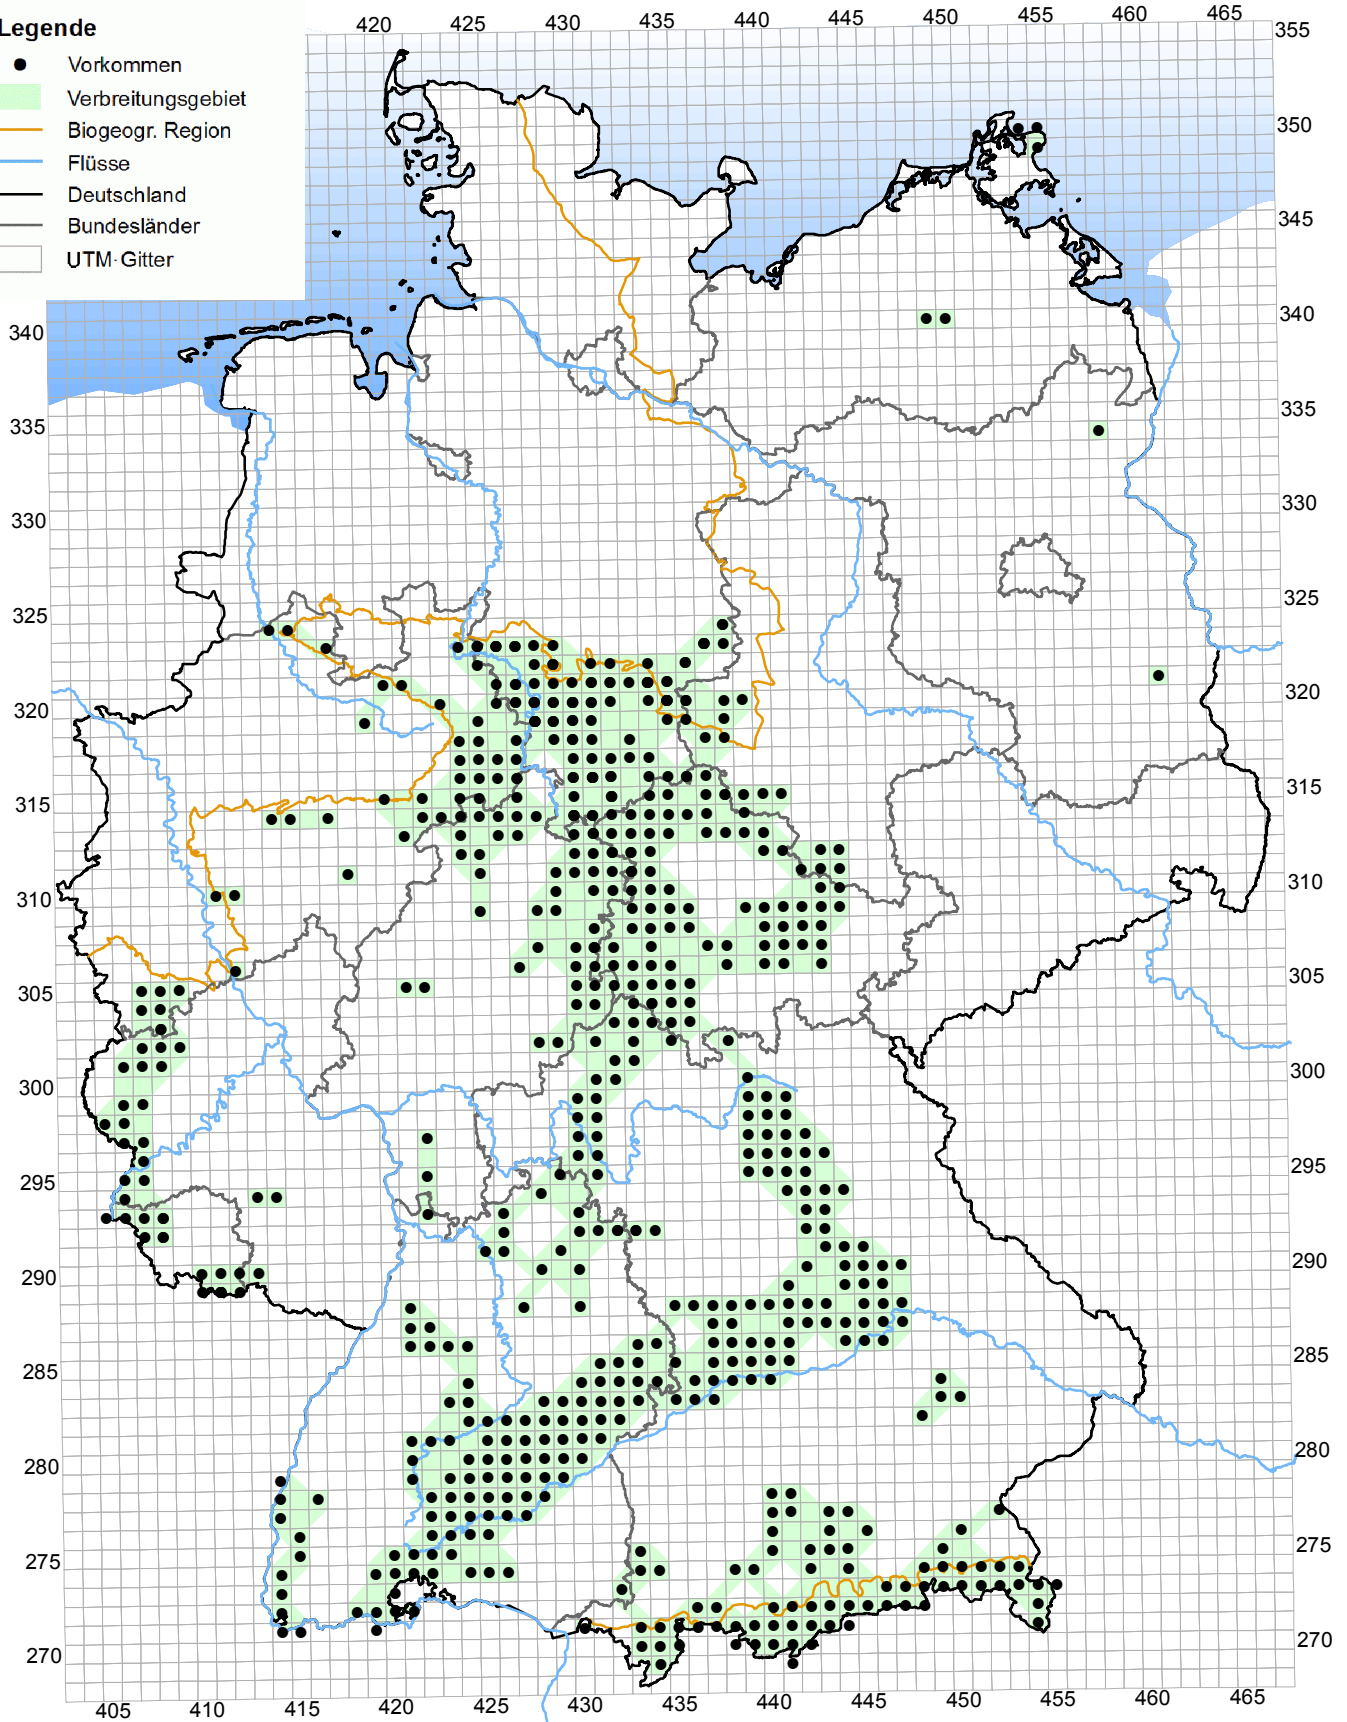 Legende
Vorkommen
Verbreitungsgebiet
Biogeogr. Region
Flüsse
Deutschland
Bundesländer
UTM-Gitter
420 425 430 435 440 445 450 455 460 465
355
350
345
340 340
335 335
330 330
325 325
320 320
315 315
310 310
305 305
300 300
295 295
290 290
285 285
280 280
275 275
270 270
405 410 415 420 425 430 435 440 445 450 455 460 465